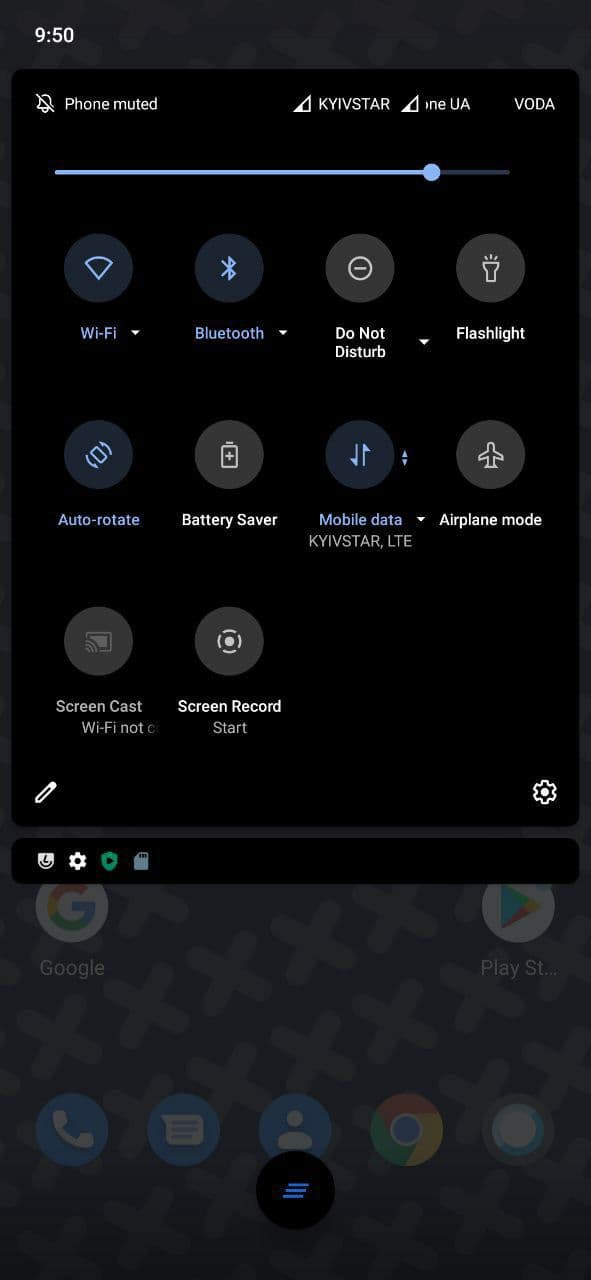 9:50
Phone muted KYIVSTAR one UA VODA
Wi-Fi Bluetooth Do Not Disturb Flashlight
Auto-rotate Battery Saver Mobile data Airplane mode
KYIVSTAR, LTE
Screen Cast Screen Record
Wi-Fi not c Start
Google Play St...